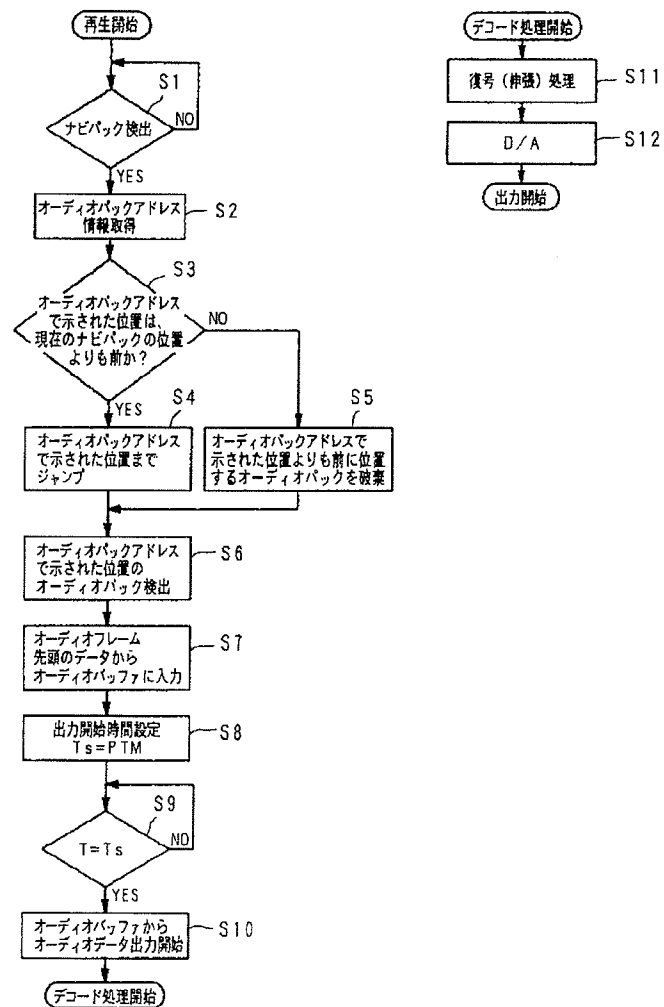 再生開始
S1
ナビパック検出
NO
YES
オーディオパックアドレス
情報取得
S2
S3
オーディオパックアドレス
で示された位置は、
現在のナビパックの位置
よりも前か?
NO
YES
S4
オーディオパックアドレス
で示された位置まで
ジャンプ
S5
オーディオパックアドレスで
示された位置よりも前に位置
するオーディオパックを破棄
オーディオパックアドレス
で示された位置の
オーディオパック検出
S6
オーディオフレーム
先頭のデータから
オーディオバッファに入力
S7
出力開始時間設定
Ts=PTM
S8
S9
T=Ts
NO
YES
オーディオバッファから
オーディオデータ出力開始
S10
デコード処理開始
デコード処理開始
復号(伸張)処理
S11
D/A
S12
出力開始